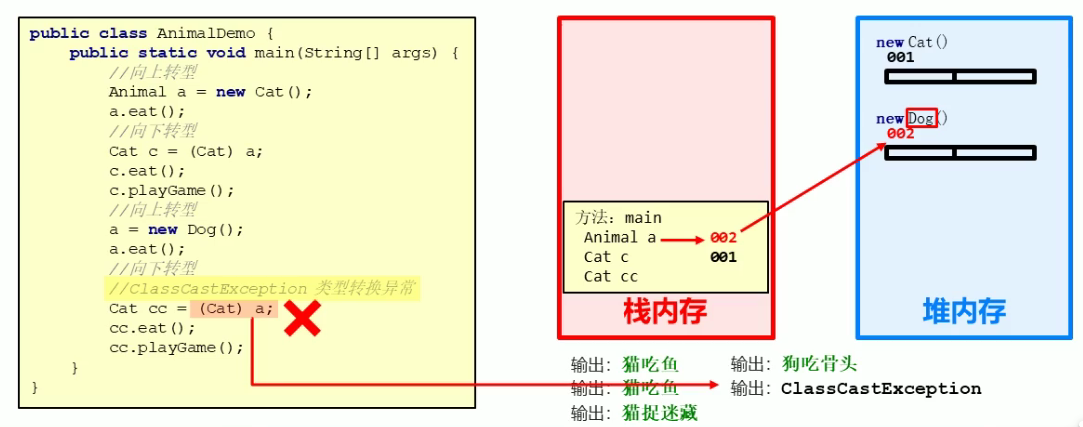 public class AnimalDemo {
public static void main(String[] args) {
//向上转型
Animal a = new Cat();
a.eat();
//向下转型
Cat c = (Cat) a;
c.eat();
c.playGame();
//向上转型
a = new Dog();
a.eat();
//向下转型
//ClassCastException 类型转换异常
Cat cc = (Cat) a;
cc.eat();
cc.playGame();
}
}
方法：main
Animal a 002
Cat c 001
Cat cc
栈内存
new Cat()
001
new Dog()
002
堆内存
输出：猫吃鱼
输出：猫吃鱼
输出：猫捉迷藏
输出：狗吃骨头
输出：ClassCastException